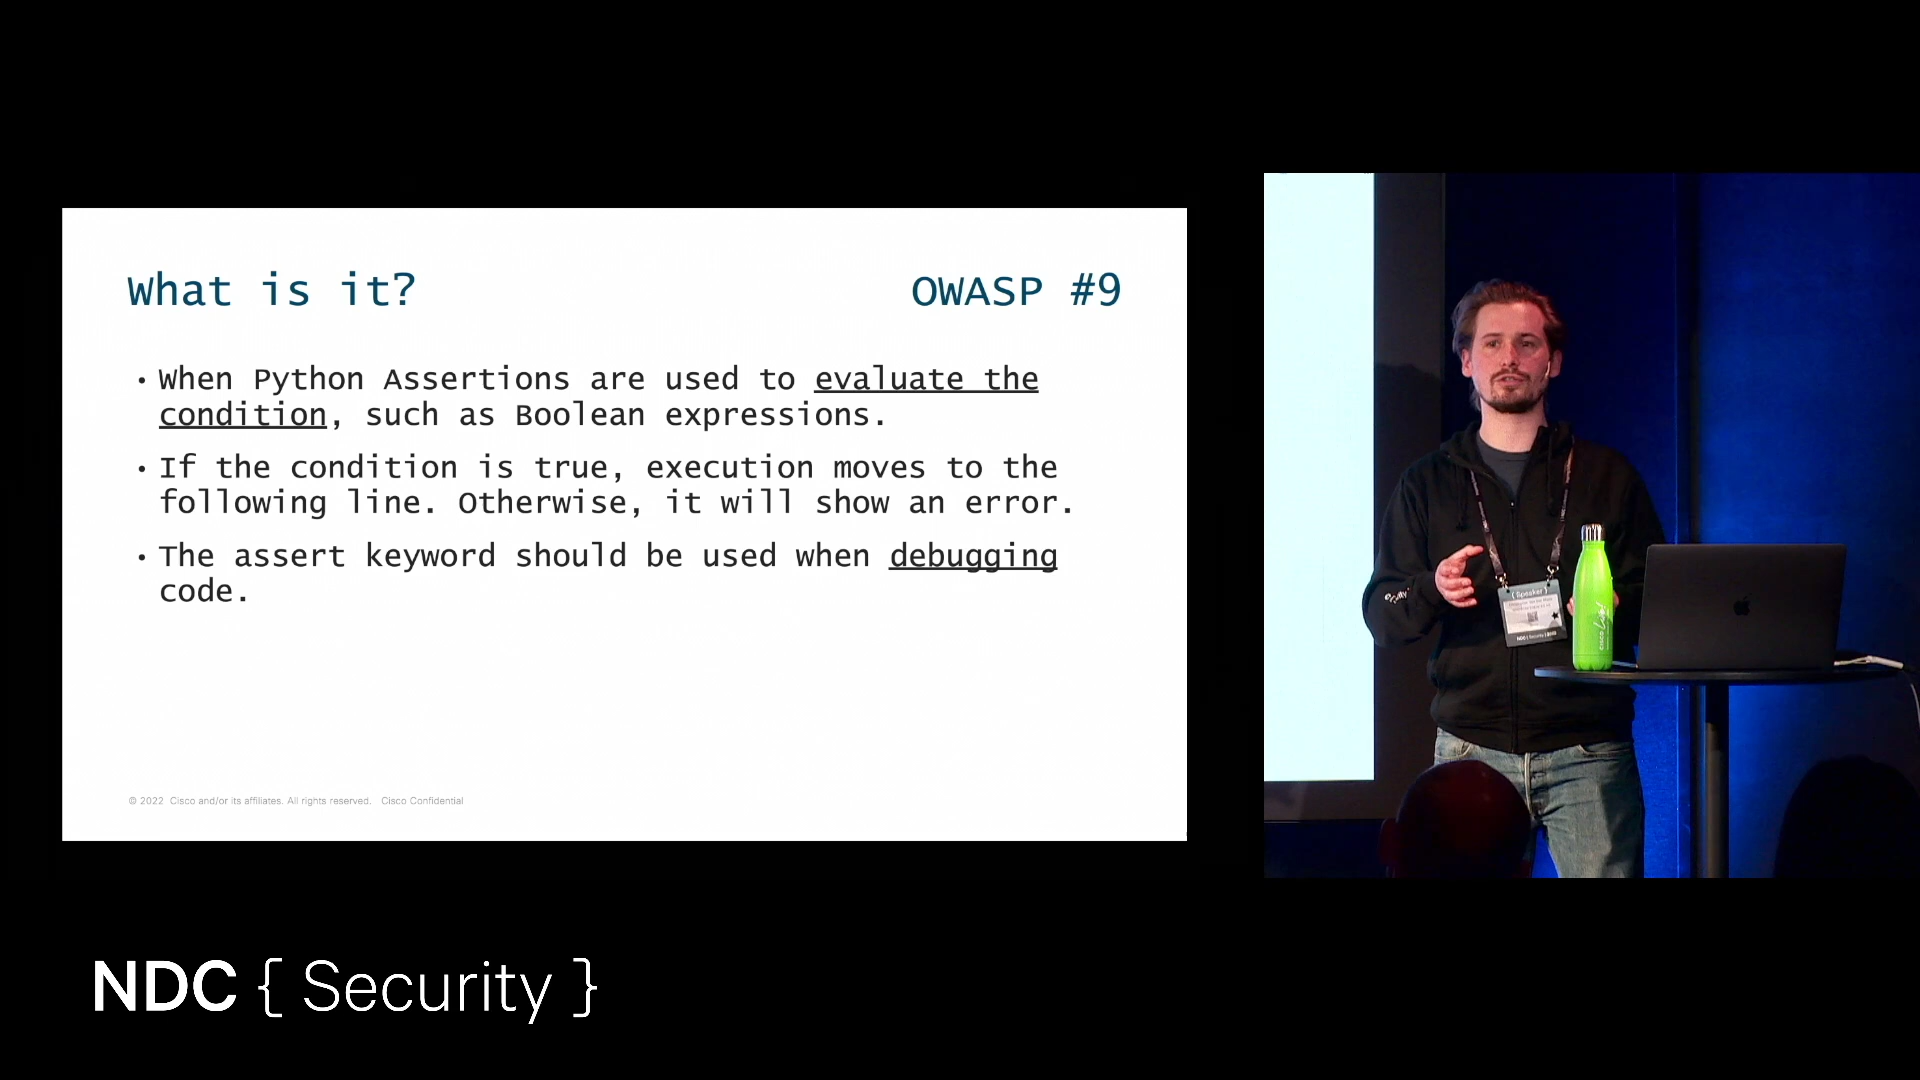 What is it?
OWASP #9
• When Python Assertions are used to evaluate the
condition, such as Boolean expressions.
• If the condition is true, execution moves to the
following line. Otherwise, it will show an error.
• The assert keyword should be used when debugging
code.
© 2022 Cisco and/or its affiliates. All rights reserved. Cisco Confidential
{ Speaker }
NDC { Security }